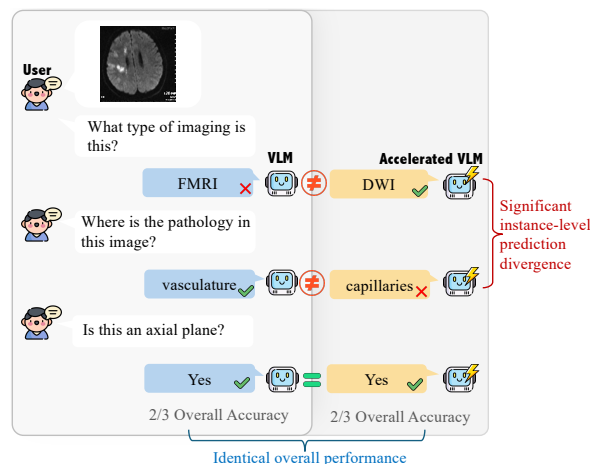 User
What type of imaging is
this?
VLM
Accelerated VLM
FMRI
DWI
Where is the pathology in
this image?
Significant
instance-level
prediction
divergence
vasculature
capillaries
Is this an axial plane?
Yes
Yes
2/3 Overall Accuracy
2/3 Overall Accuracy
Identical overall performance